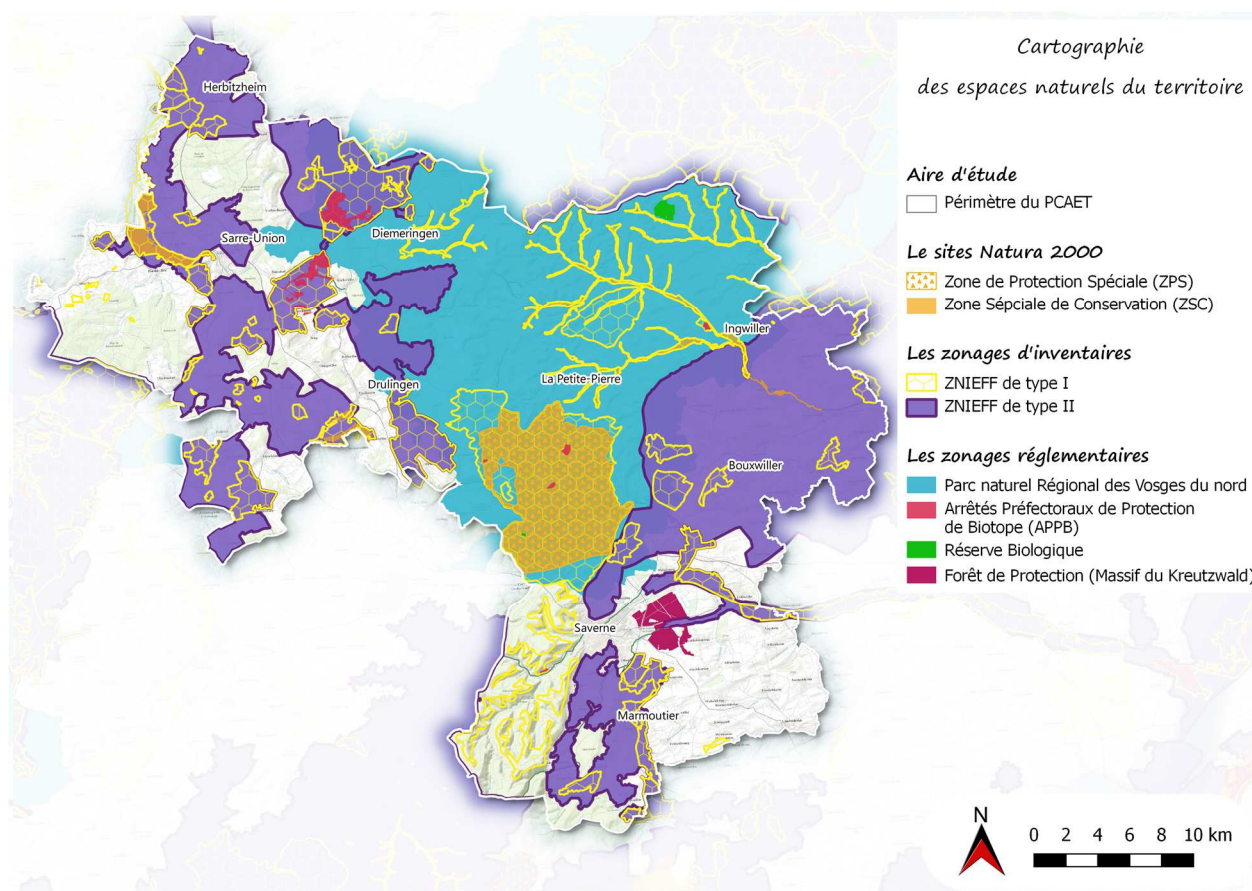 Cartographie
des espaces naturels du territoire
Aire d'étude
Périmètre du PCAET
Le sites Natura 2000
Zone de Protection Spéciale (ZPS)
Zone Sépciale de Conservation (ZSC)
Les zonages d'inventaires
ZNIEFF de type I
ZNIEFF de type II
Les zonages réglementaires
Parc naturel Régional des Vosges du nord
Arrêtés Préfectoraux de Protection
de Biotope (APPB)
Réserve Biologique
Forêt de Protection (Massif du Kreutzwald)
Herbitzheim
Sarre-Union
Diemeringen
Ingwiller
La Petite-Pierre
Drulingen
Bouxwiller
Saverne
Marmoutier
N
0 2 4 6 8 10 km